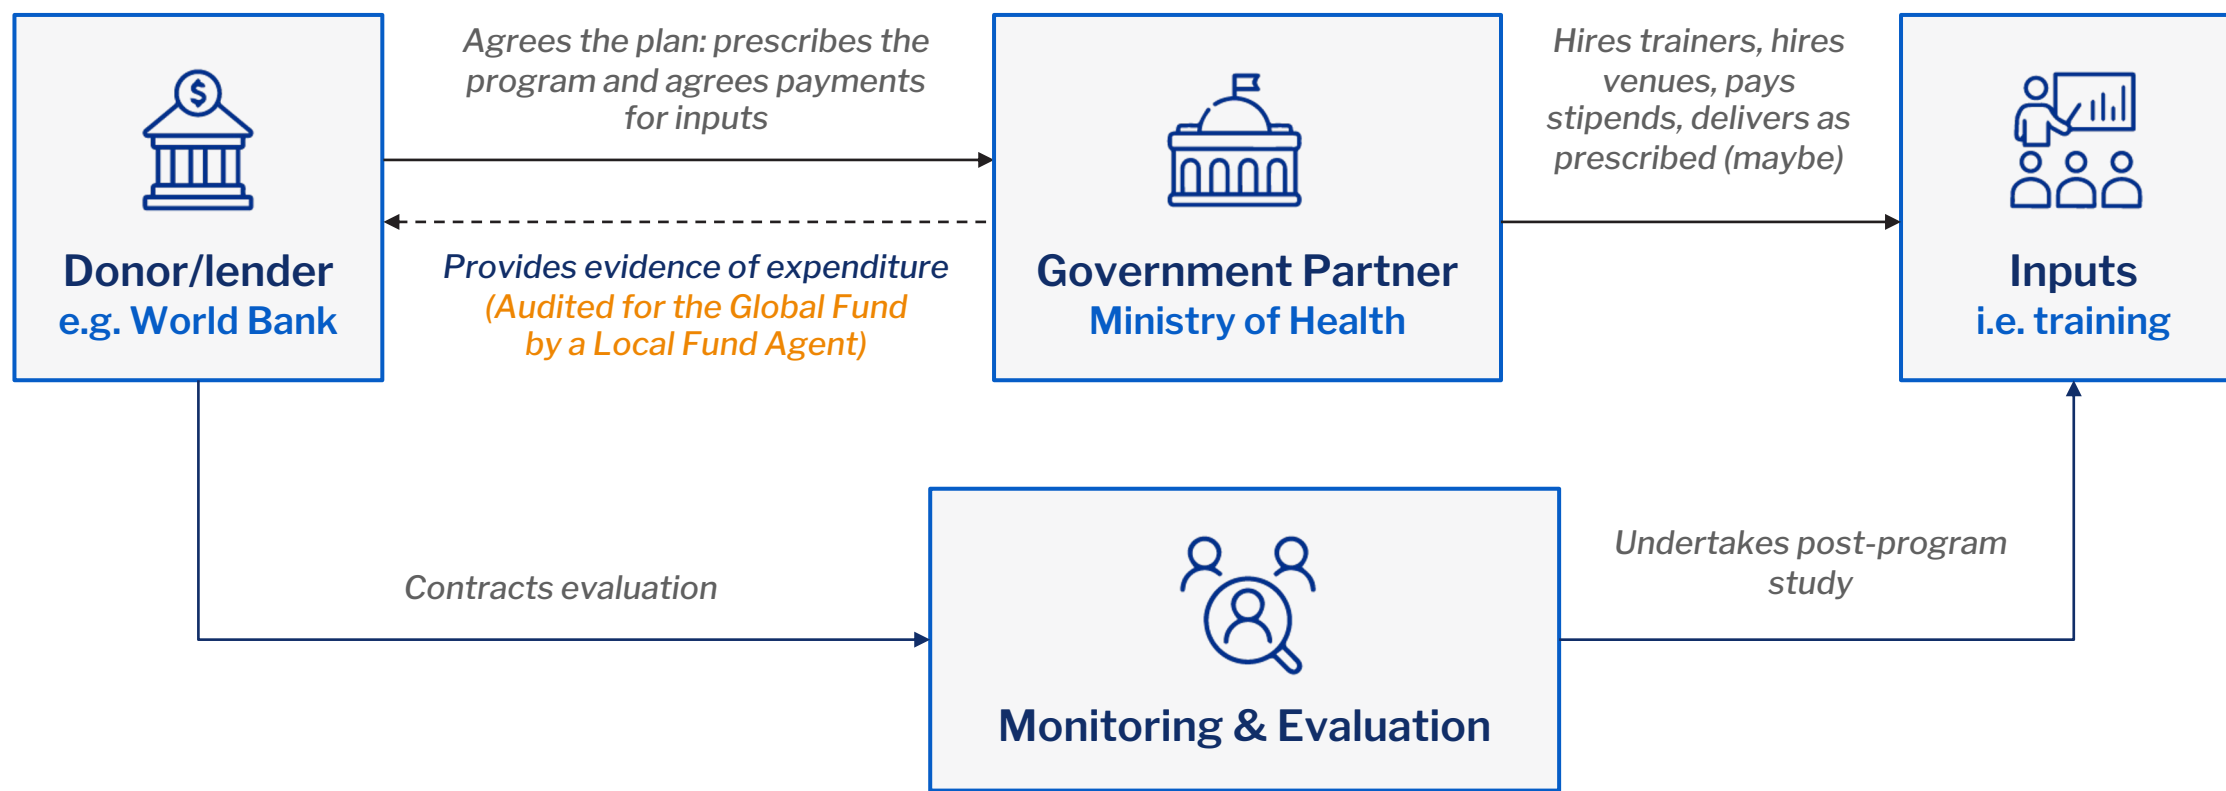 Agrees the plan: prescribes the
program and agrees payments
for inputs
Hires trainers, hires
venues, pays
stipends, delivers as
prescribed (maybe)
$
Donor/lender
e.g. World Bank
Provides evidence of expenditure
(Audited for the Global Fund
by a Local Fund Agent)
Government Partner
Ministry of Health
Inputs
i.e. training
Contracts evaluation
Undertakes post-program
study
Monitoring & Evaluation